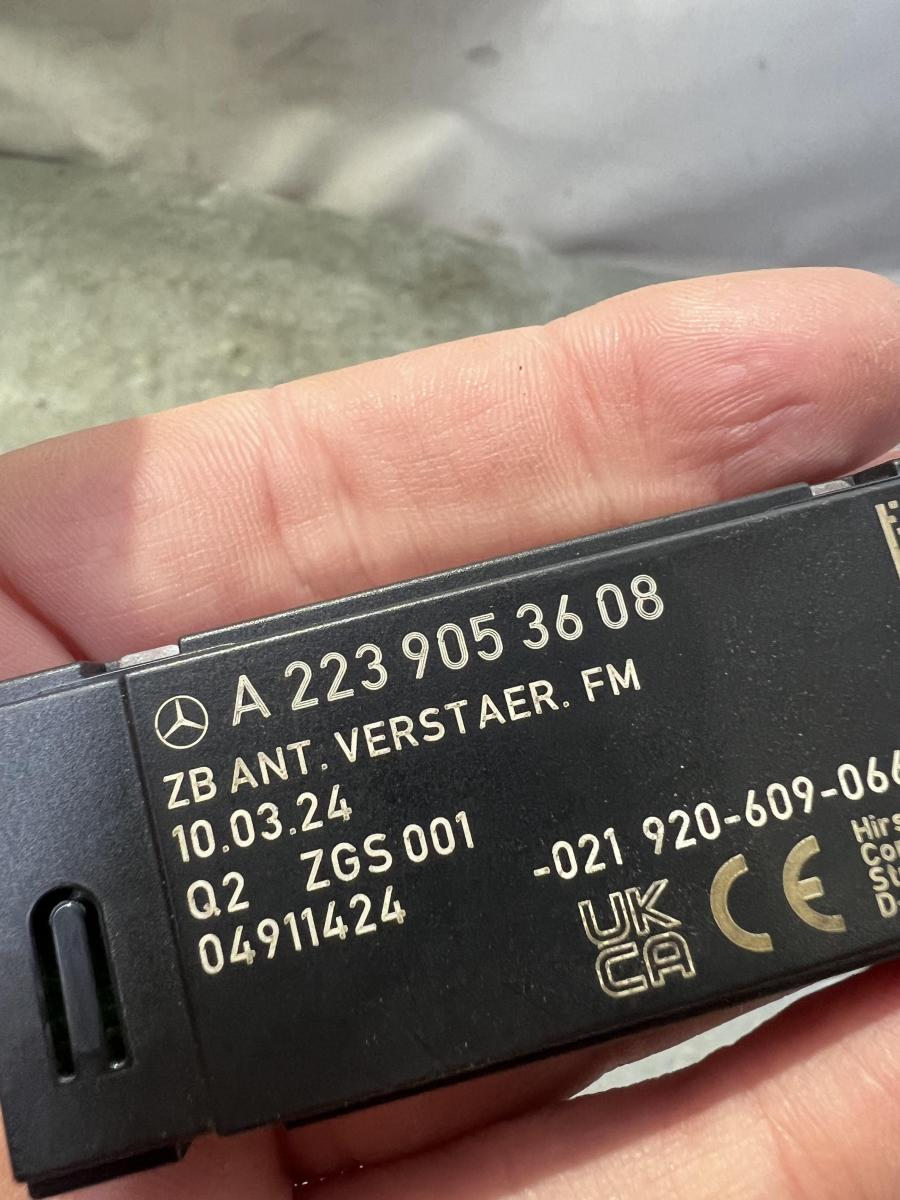 A 223 905 36 08
ZB ANT. VERSTAER. FM
10.03.24
Q2 ZGS 001
04911424
-021 920-609-066
UK
CA
CE